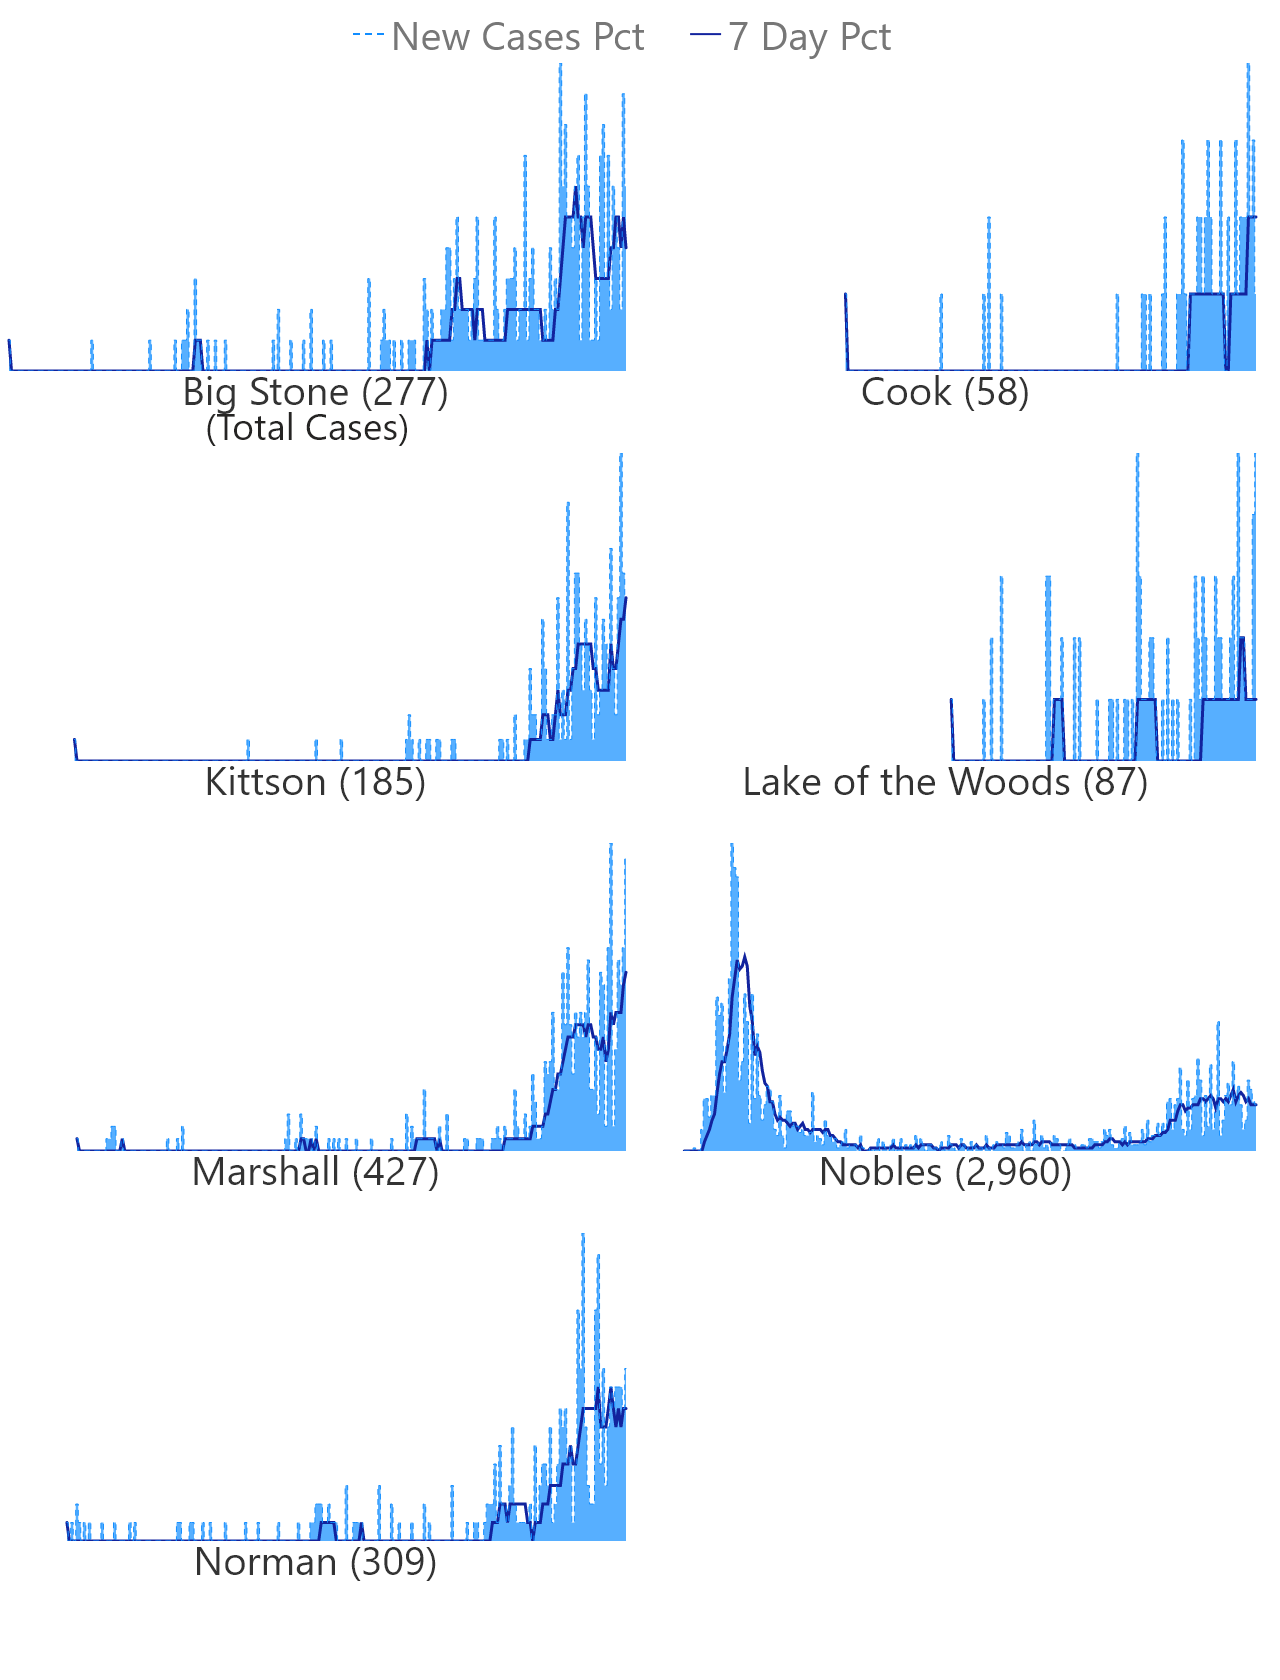 New Cases Pct 7 Day Pct
Big Stone (277) Cook (58)
(Total Cases)
Kittson (185) Lake of the Woods (87)
Marshall (427) Nobles (2,960)
Norman (309)